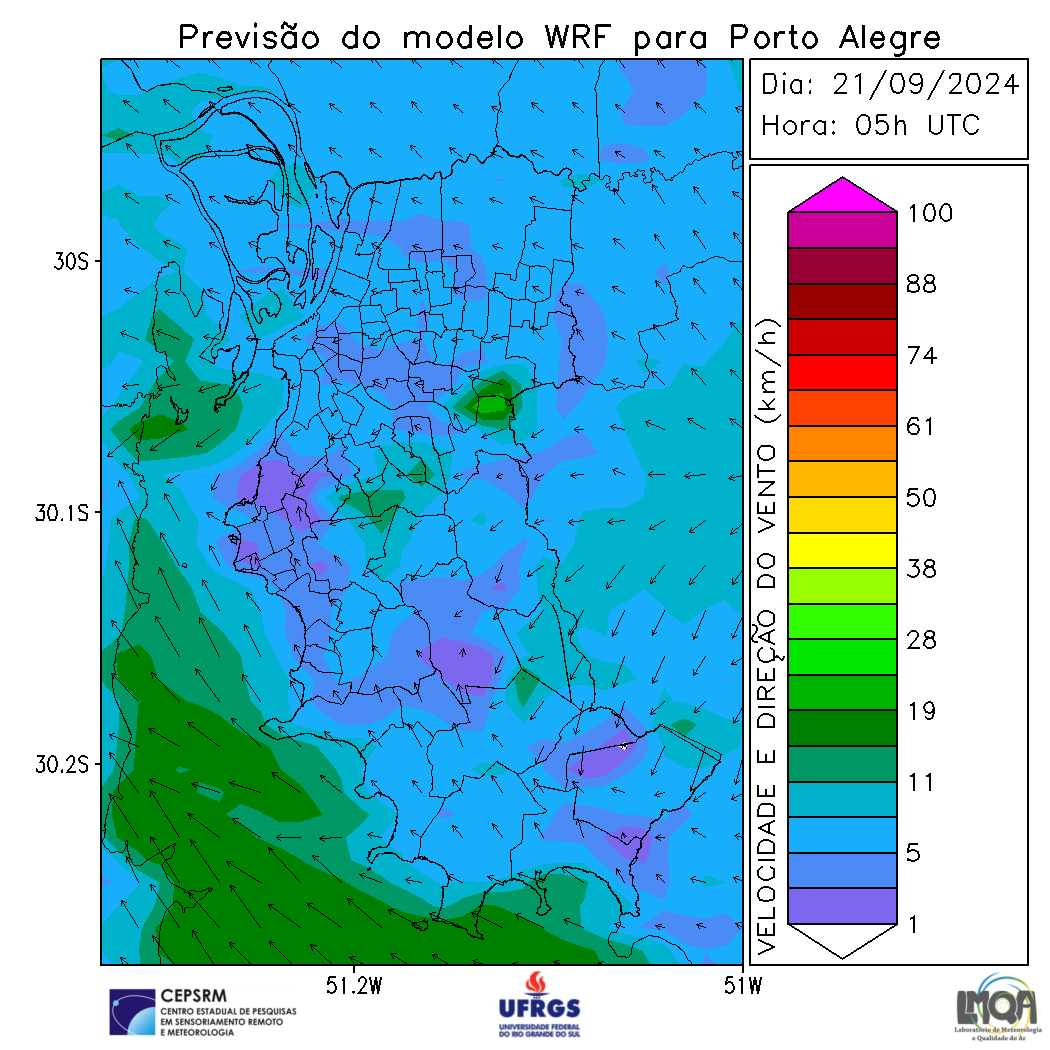 Previsão do modelo WRF para Porto Alegre
Dia: 21/09/2024
Hora: 05h UTC
30S
30.1S
30.2S
51.2W
51W
VELOCIDADE E DIREÇÃO DO VENTO (km/h)
100
88
74
61
50
38
28
19
11
5
1
CEPSRM
CENTRO ESTADUAL DE PESQUISAS
EM SENSORIAMENTO REMOTO
E METEOROLOGIA
UFRGS
UNIVERSIDADE FEDERAL
DO RIO GRANDE DO SUL
LMQA
Laboratório de Meteorologia
e Qualidade do Ar